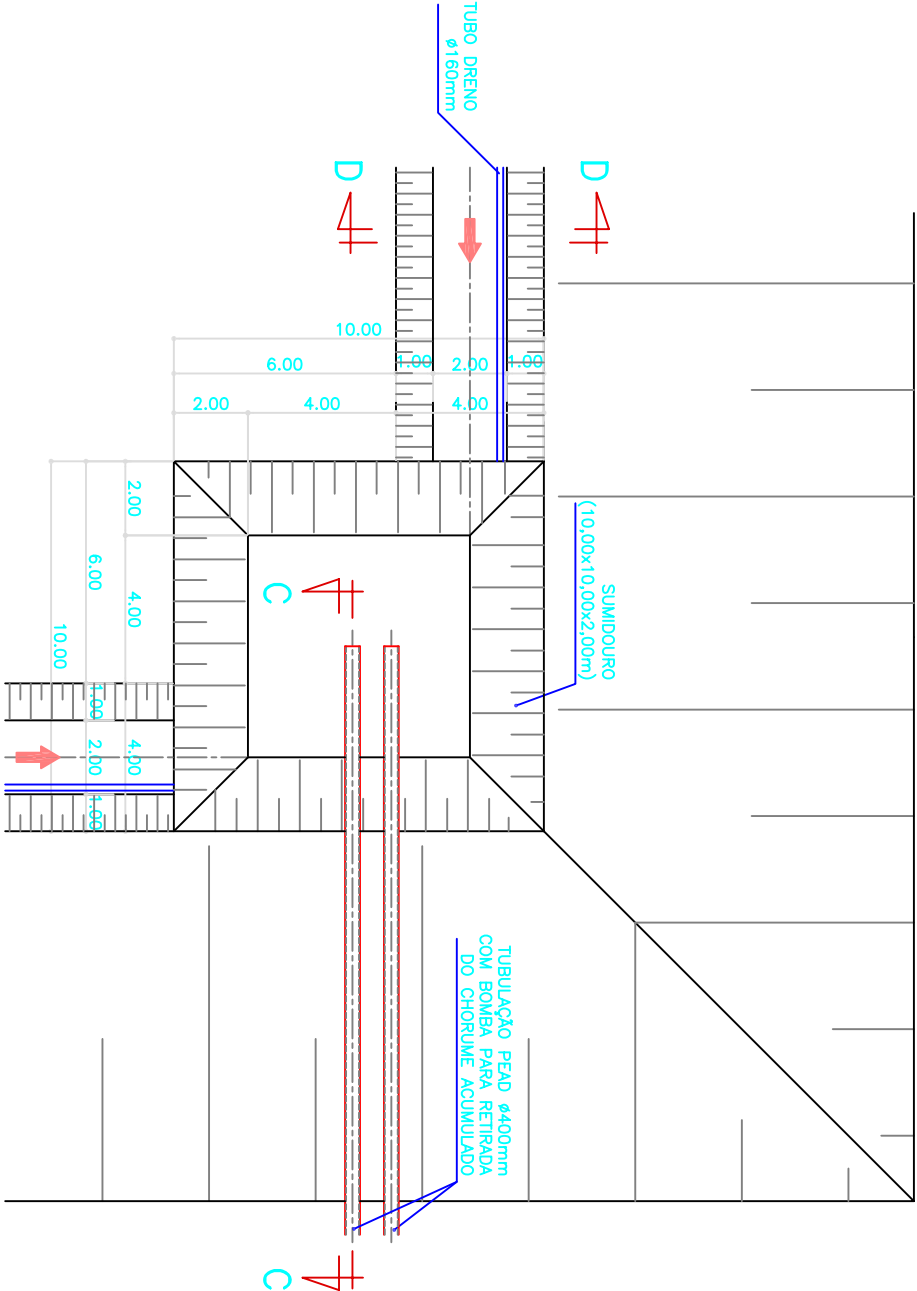 TUBO DRENO
ø160mm
D
D
10.00
6.00
1.00
2.00
1.00
2.00
4.00
4.00
SUMIDOURO
(10,00x10,00x2,00m)
2.00
6.00
4.00
10.00
1.00
2.00
4.00
1.00
C
TUBULAÇÃO PEAD ø400mm
COM BOMBA PARA RETIRADA
DO CHORUME ACUMULADO
C